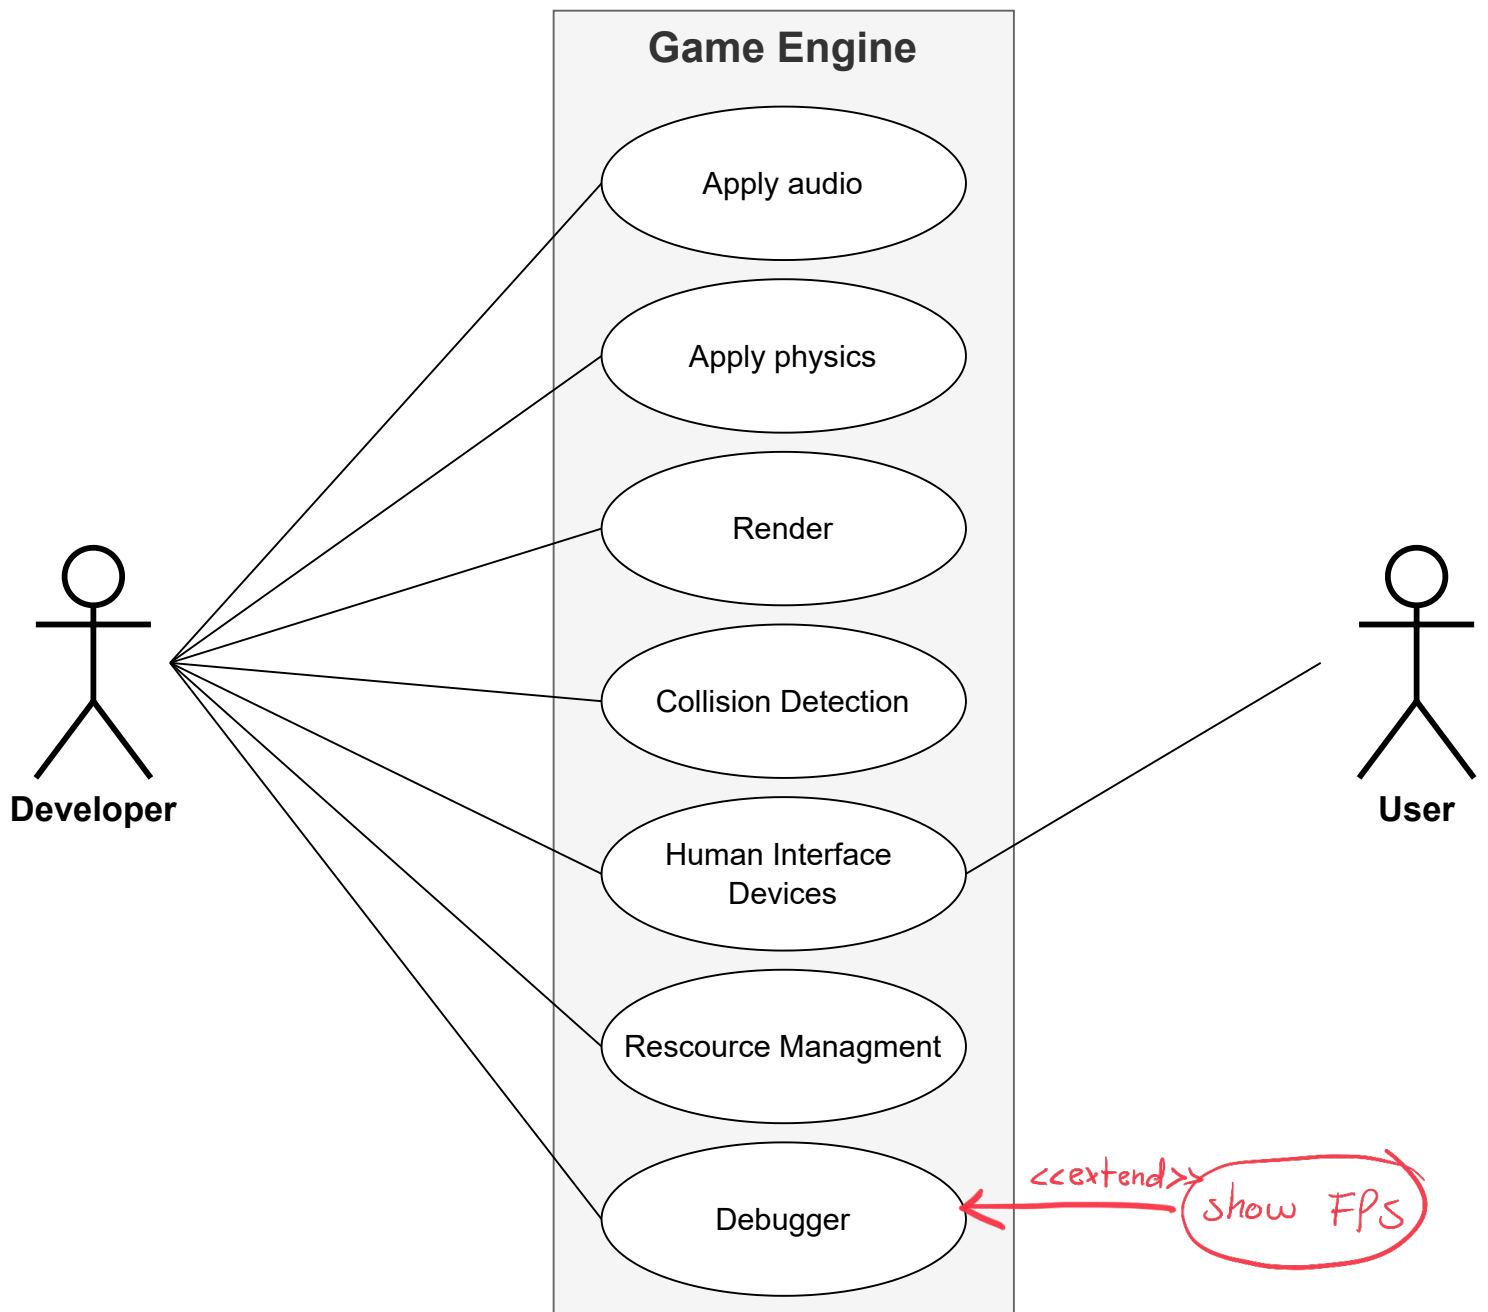 Game Engine
Apply audio
Apply physics
Render
Collision Detection
Developer
User
Human Interface
Devices
Rescource Managment
<<extend>>
show FPS
Debugger